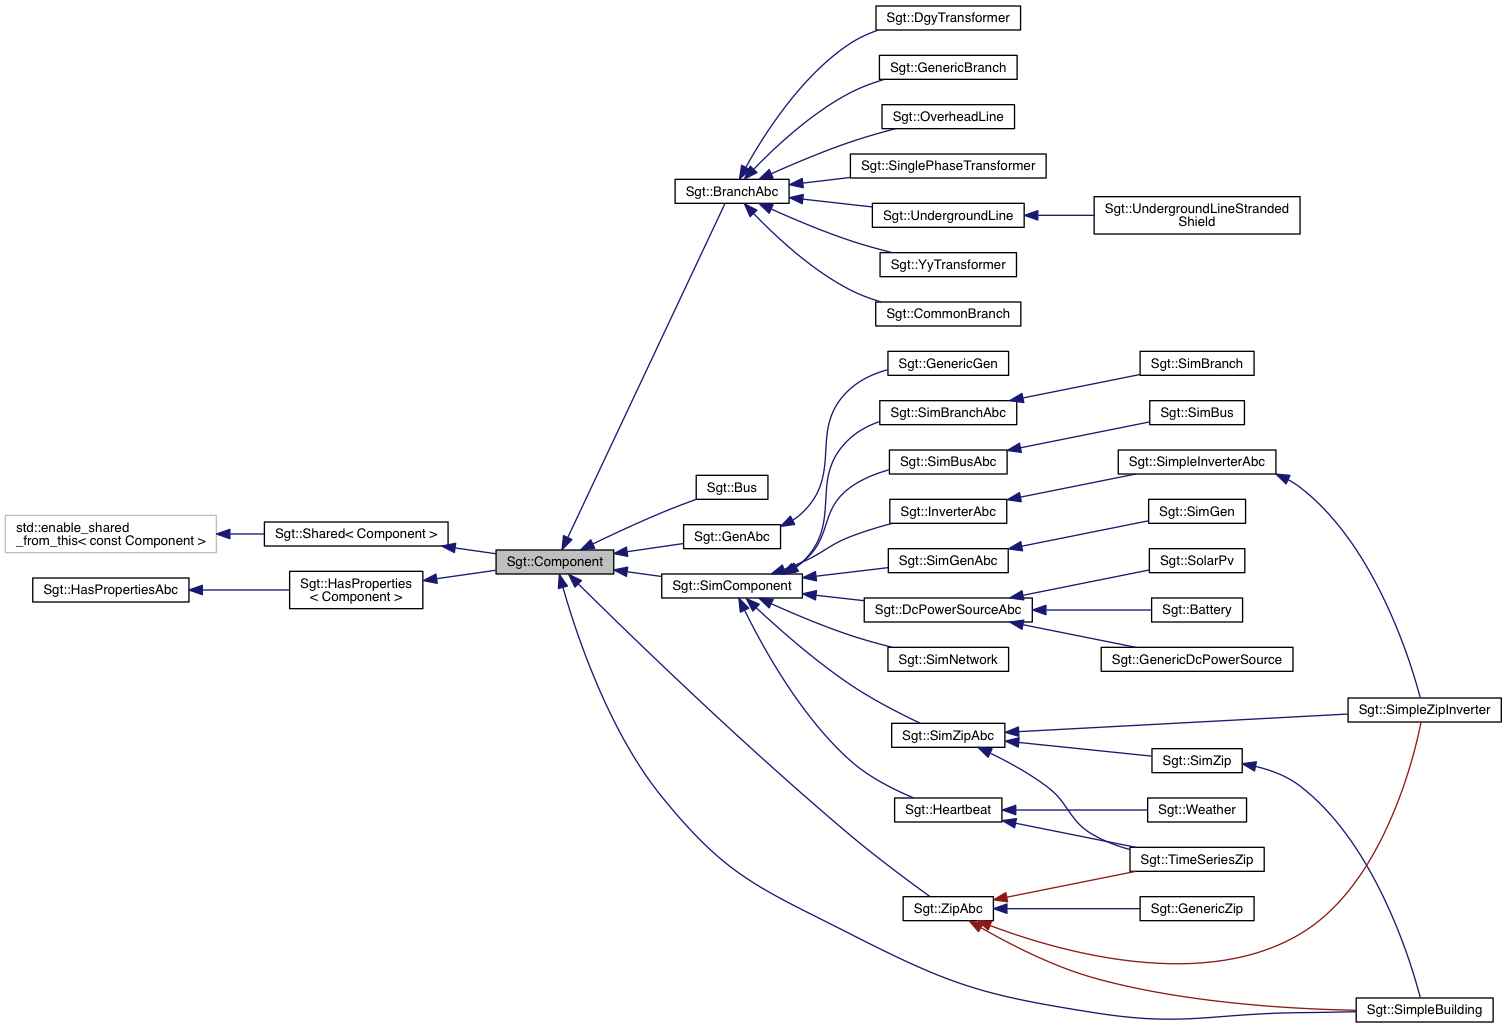 Sgt::DgyTransformer
Sgt::GenericBranch
Sgt::OverheadLine
Sgt::SinglePhaseTransformer
Sgt::BranchAbc
Sgt::UndergroundLine
Sgt::UndergroundLineStranded
Shield
Sgt::YyTransformer
Sgt::CommonBranch
Sgt::GenericGen
Sgt::SimBranch
Sgt::SimBranchAbc
Sgt::SimBus
Sgt::SimBusAbc
Sgt::SimpleInverterAbc
Sgt::Bus
Sgt::InverterAbc
Sgt::SimGen
std::enable_shared
_from_this< const Component >
Sgt::Shared< Component >
Sgt::GenAbc
Sgt::Component
Sgt::SimGenAbc
Sgt::SolarPv
Sgt::HasPropertiesAbc
Sgt::HasProperties
< Component >
Sgt::SimComponent
Sgt::DcPowerSourceAbc
Sgt::Battery
Sgt::SimNetwork
Sgt::GenericDcPowerSource
Sgt::SimpleZipInverter
Sgt::SimZipAbc
Sgt::SimZip
Sgt::Heartbeat
Sgt::Weather
Sgt::TimeSeriesZip
Sgt::ZipAbc
Sgt::GenericZip
Sgt::SimpleBuilding